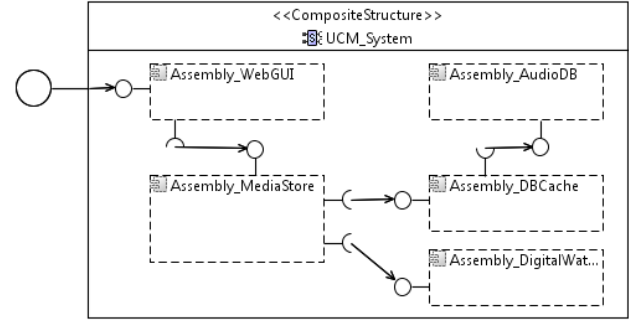 <<CompositeStructure>>
UCM_System
Assembly_WebGUI
Assembly_AudioDB
Assembly_MediaStore
Assembly_DBCache
Assembly_DigitalWat...